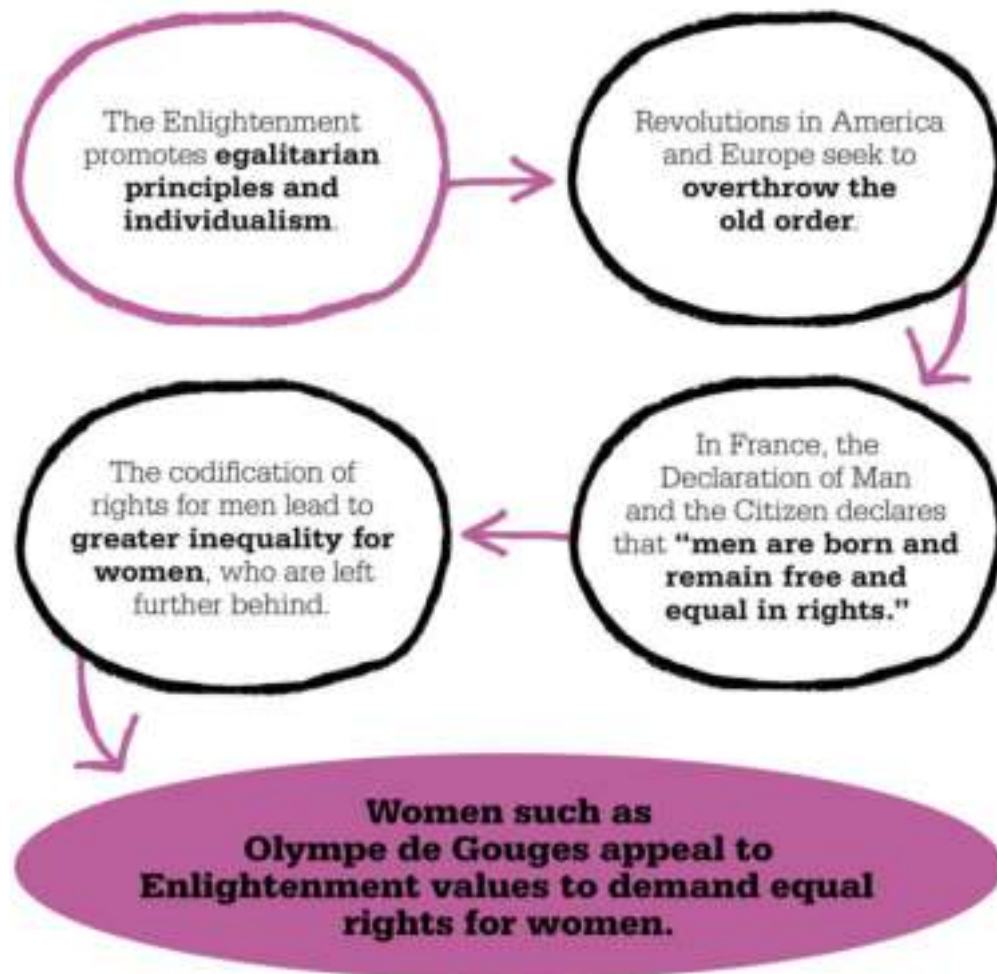 The Enlightenment
promotes egalitarian
principles and
individualism.
Revolutions in America
and Europe seek to
overthrow the
old order.
In France, the
Declaration of Man
and the Citizen declares
that “men are born and
remain free and
equal in rights.”
The codification of
rights for men lead to
greater inequality for
women, who are left
further behind.
Women such as
Olympe de Gouges appeal to
Enlightenment values to demand equal
rights for women.